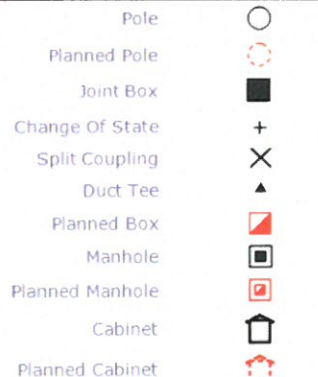 Pole
Planned Pole
Joint Box
Change Of State
Split Coupling
Duct Tee
Planned Box
Manhole
Planned Manhole
Cabinet
Planned Cabinet